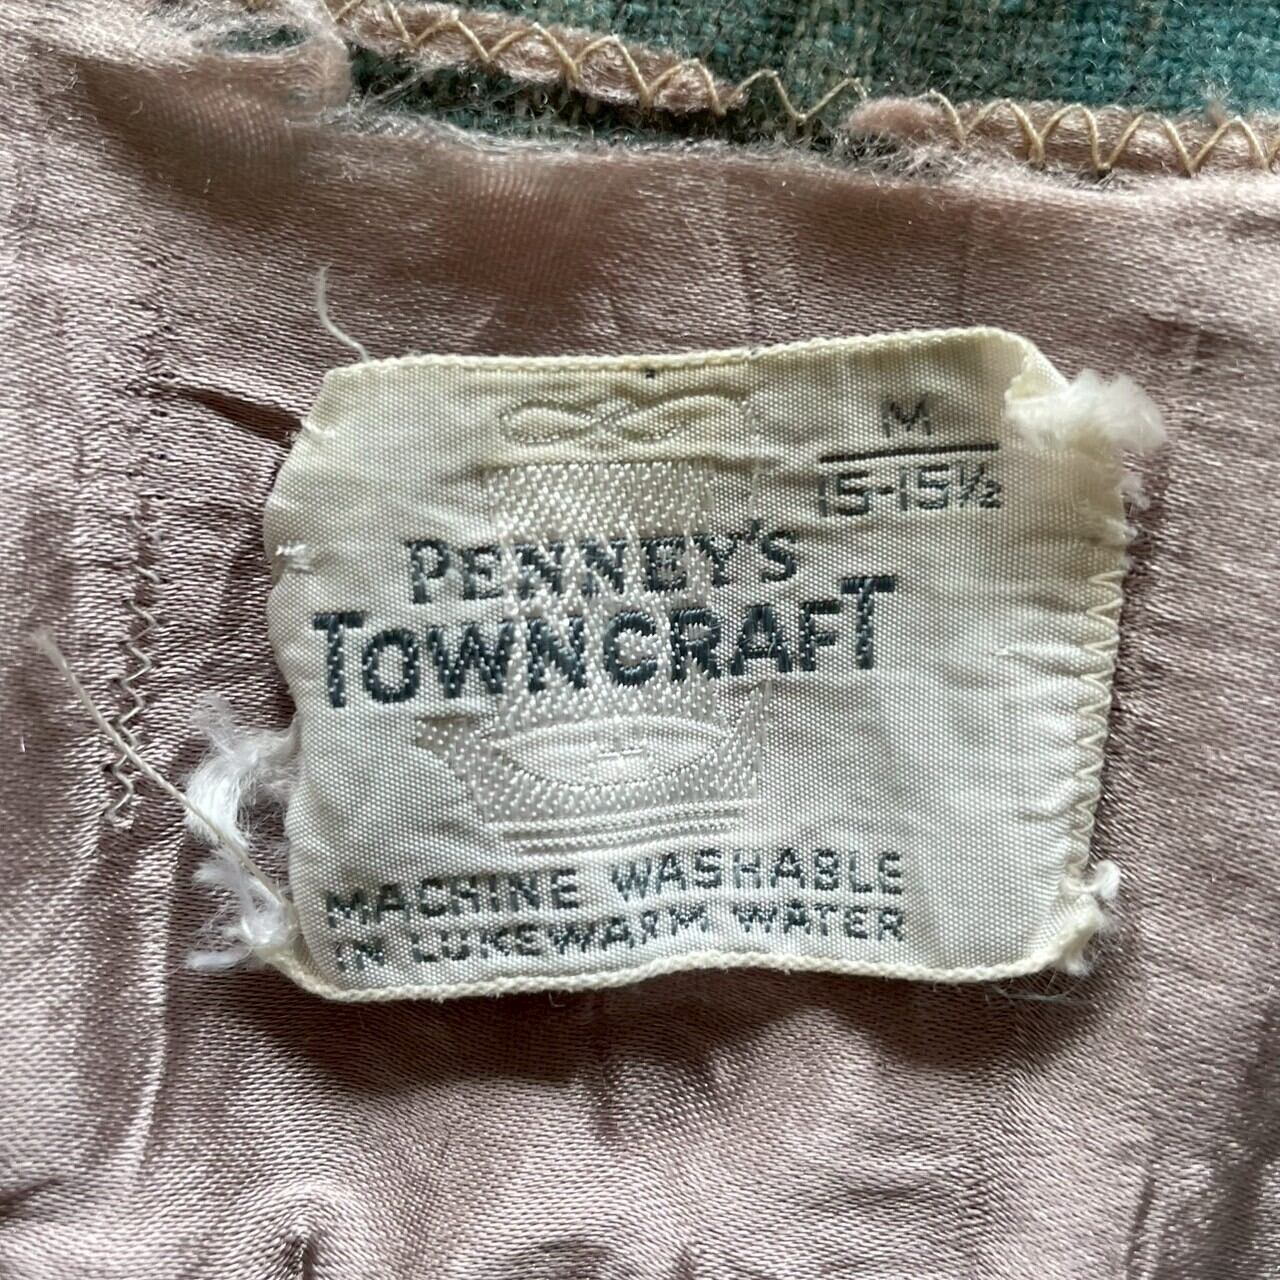 M
15-15½
PENNEY'S
TOWNCRAFT
MACHINE WASHABLE
IN LUKEWARM WATER